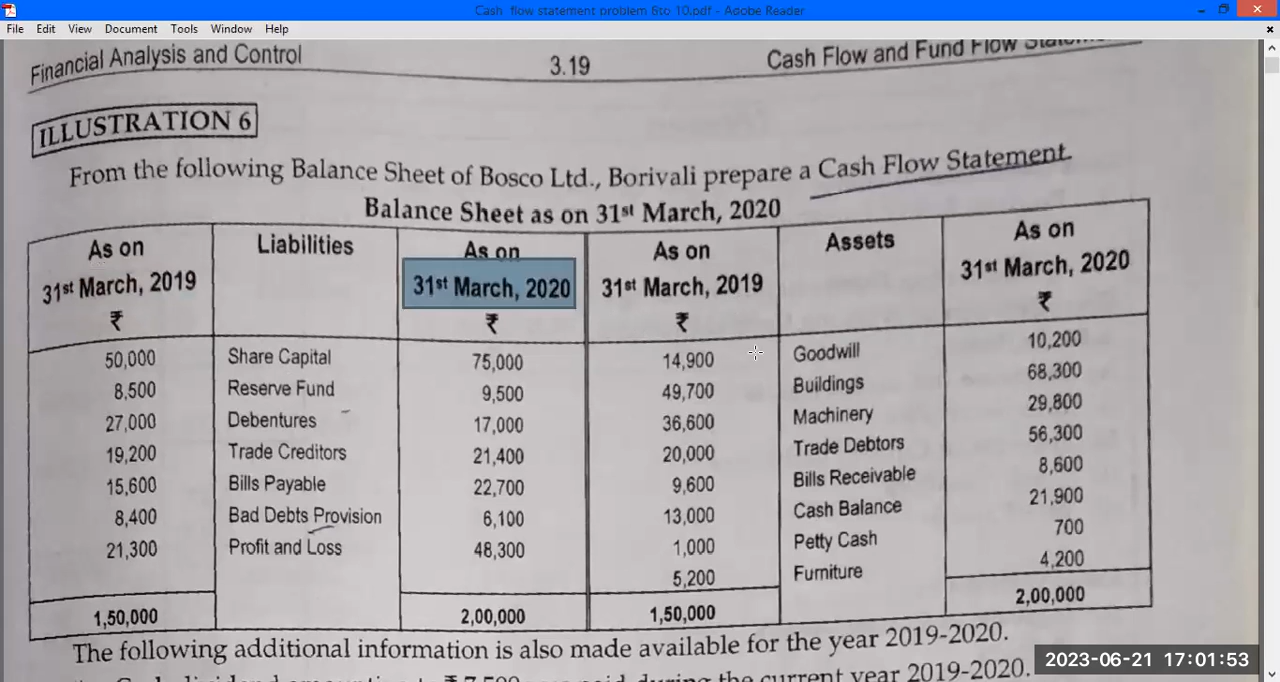 Cash flow statement problem 6to 10.pdf - Adobe Reader
File Edit View Document Tools Window Help
Financial Analysis and Control 3.19 Cash Flow and Fund Flow
ILLUSTRATION 6
From the following Balance Sheet of Bosco Ltd., Borivali prepare a Cash Flow Statement.
Balance Sheet as on 31st March, 2020
As on 31st March, 2019 ₹ Liabilities As on 31st March, 2020 ₹ As on 31st March, 2019 ₹ Assets As on 31st March, 2020 ₹
50,000 Share Capital 75,000 14,900 Goodwill 10,200
8,500 Reserve Fund 9,500 49,700 Buildings 68,300
27,000 Debentures 17,000 36,600 Machinery 29,800
19,200 Trade Creditors 21,400 20,000 Trade Debtors 56,300
15,600 Bills Payable 22,700 9,600 Bills Receivable 8,600
8,400 Bad Debts Provision 6,100 13,000 Cash Balance 21,900
21,300 Profit and Loss 48,300 1,000 Petty Cash 700
5,200 Furniture 4,200
1,50,000 2,00,000 1,50,000 2,00,000
The following additional information is also made available for the year 2019-2020.
during the current year 2019-2020.
2023-06-21 17:01:53